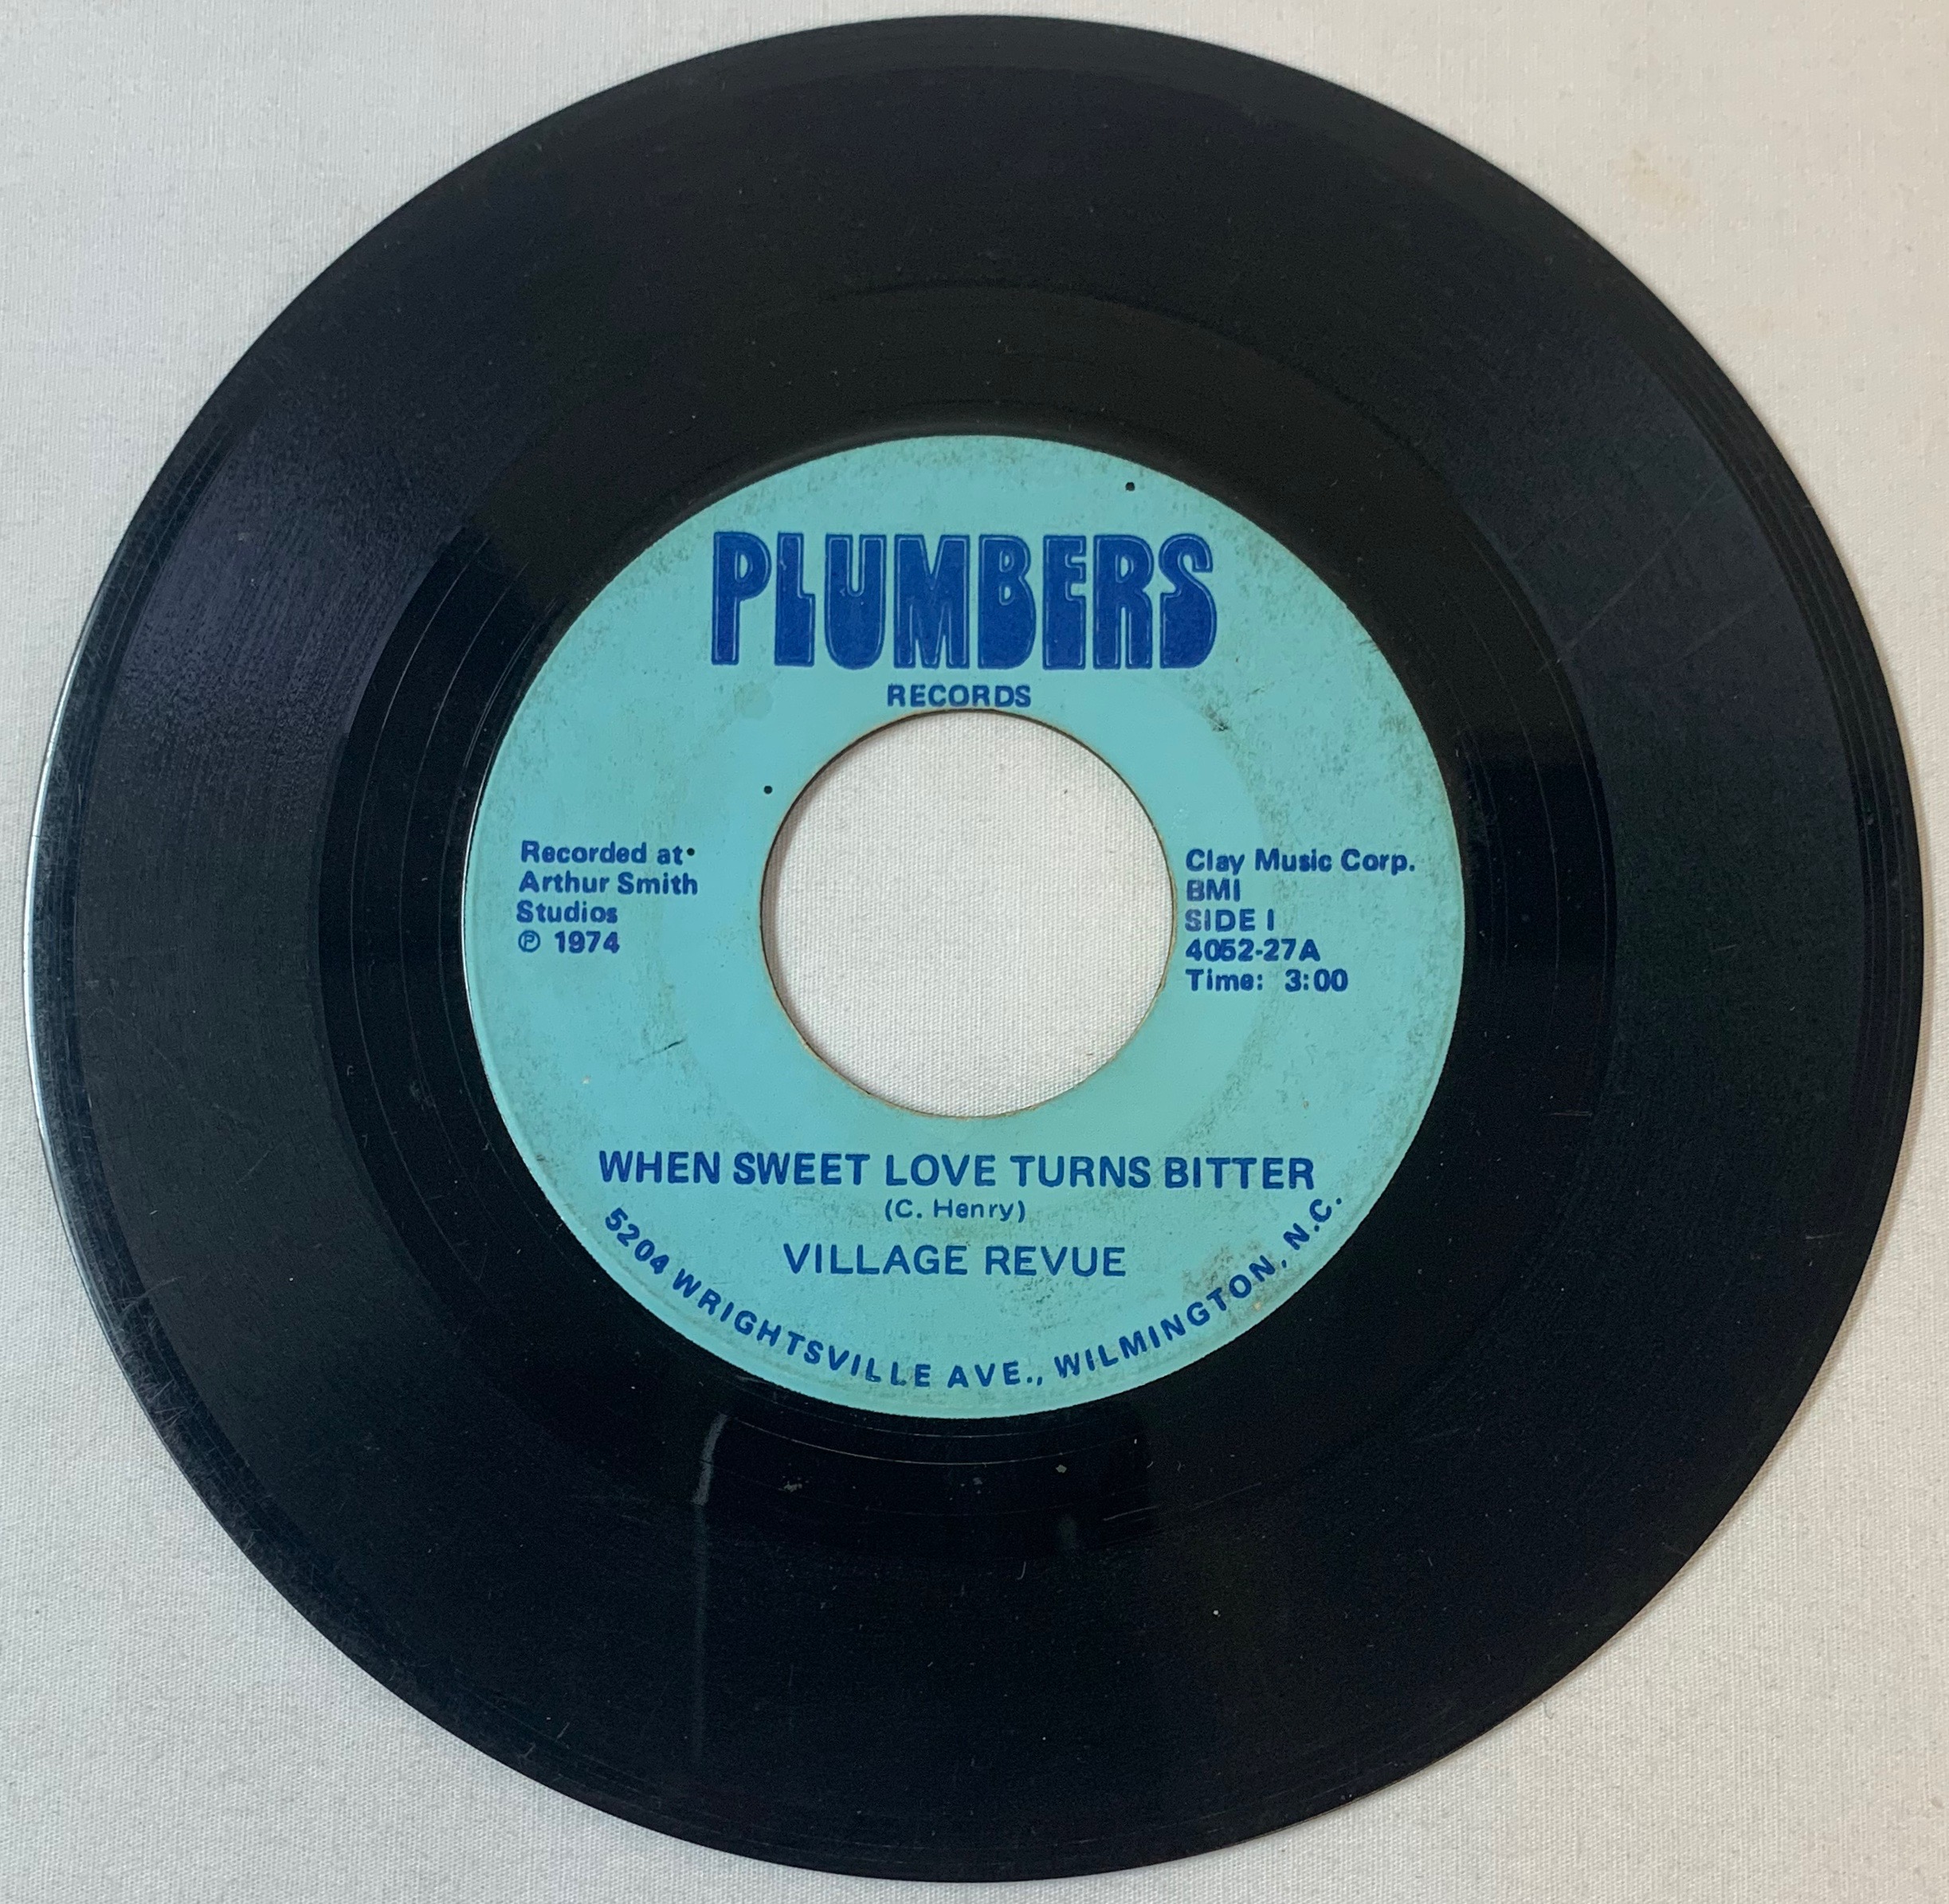 PLUMBERS
RECORDS
Recorded at
Arthur Smith
Studios
℗ 1974
Clay Music Corp.
BMI
SIDE I
4052-27A
Time: 3:00
WHEN SWEET LOVE TURNS BITTER
(C. Henry)
VILLAGE REVUE
5204 WRIGHTSVILLE AVE., WILMINGTON, N.C.